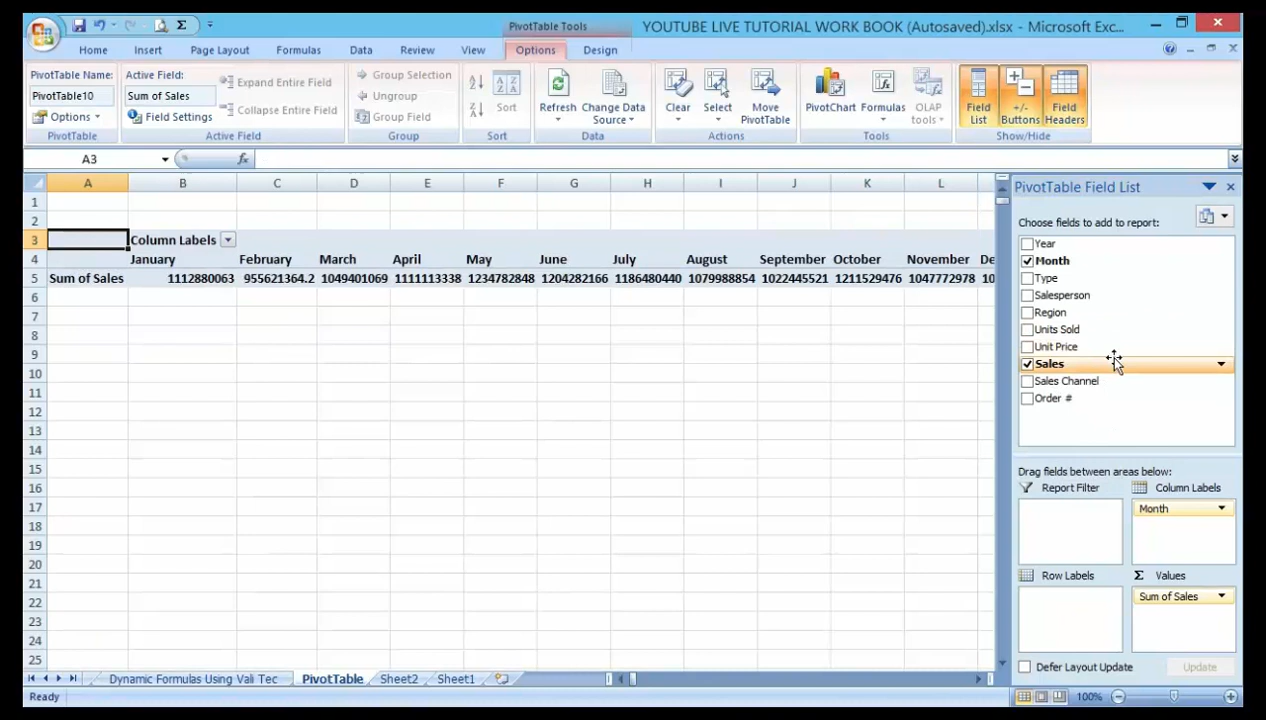 PivotTable Tools
YOUTUBE LIVE TUTORIAL WORK BOOK (Autosaved).xlsx - Microsoft Exc...
Home Insert Page Layout Formulas Data Review View Options Design
PivotTable Name:
PivotTable10
Options
PivotTable
Active Field:
Sum of Sales
Field Settings
Expand Entire Field
Collapse Entire Field
Active Field
Group Selection
Ungroup
Group Field
Group
Sort
Sort
Refresh
Change Data
Source
Data
Clear
Select
Move
PivotTable
Actions
PivotChart
Formulas
OLAP
tools
Tools
Field
List
+/-
Buttons
Field
Headers
Show/Hide
A3 fx
A B C D E F G H I J K L
1
2
3 Column Labels
4 January February March April May June July August September October November De
5 Sum of Sales 1112880063 955621364.2 1049401069 1111113338 1234782848 1204282166 1186480440 1079988854 1022445521 1211529476 1047772978 10
6
7
8
9
10
11
12
13
14
15
16
17
18
19
20
21
22
23
24
25
PivotTable Field List
Choose fields to add to report:
Year
Month
Type
Salesperson
Region
Units Sold
Unit Price
Sales
Sales Channel
Order #
Drag fields between areas below:
Report Filter
Column Labels
Month
Row Labels
Σ Values
Sum of Sales
Defer Layout Update
Update
Dynamic Formulas Using Vali Tec PivotTable Sheet2 Sheet1
Ready
100%